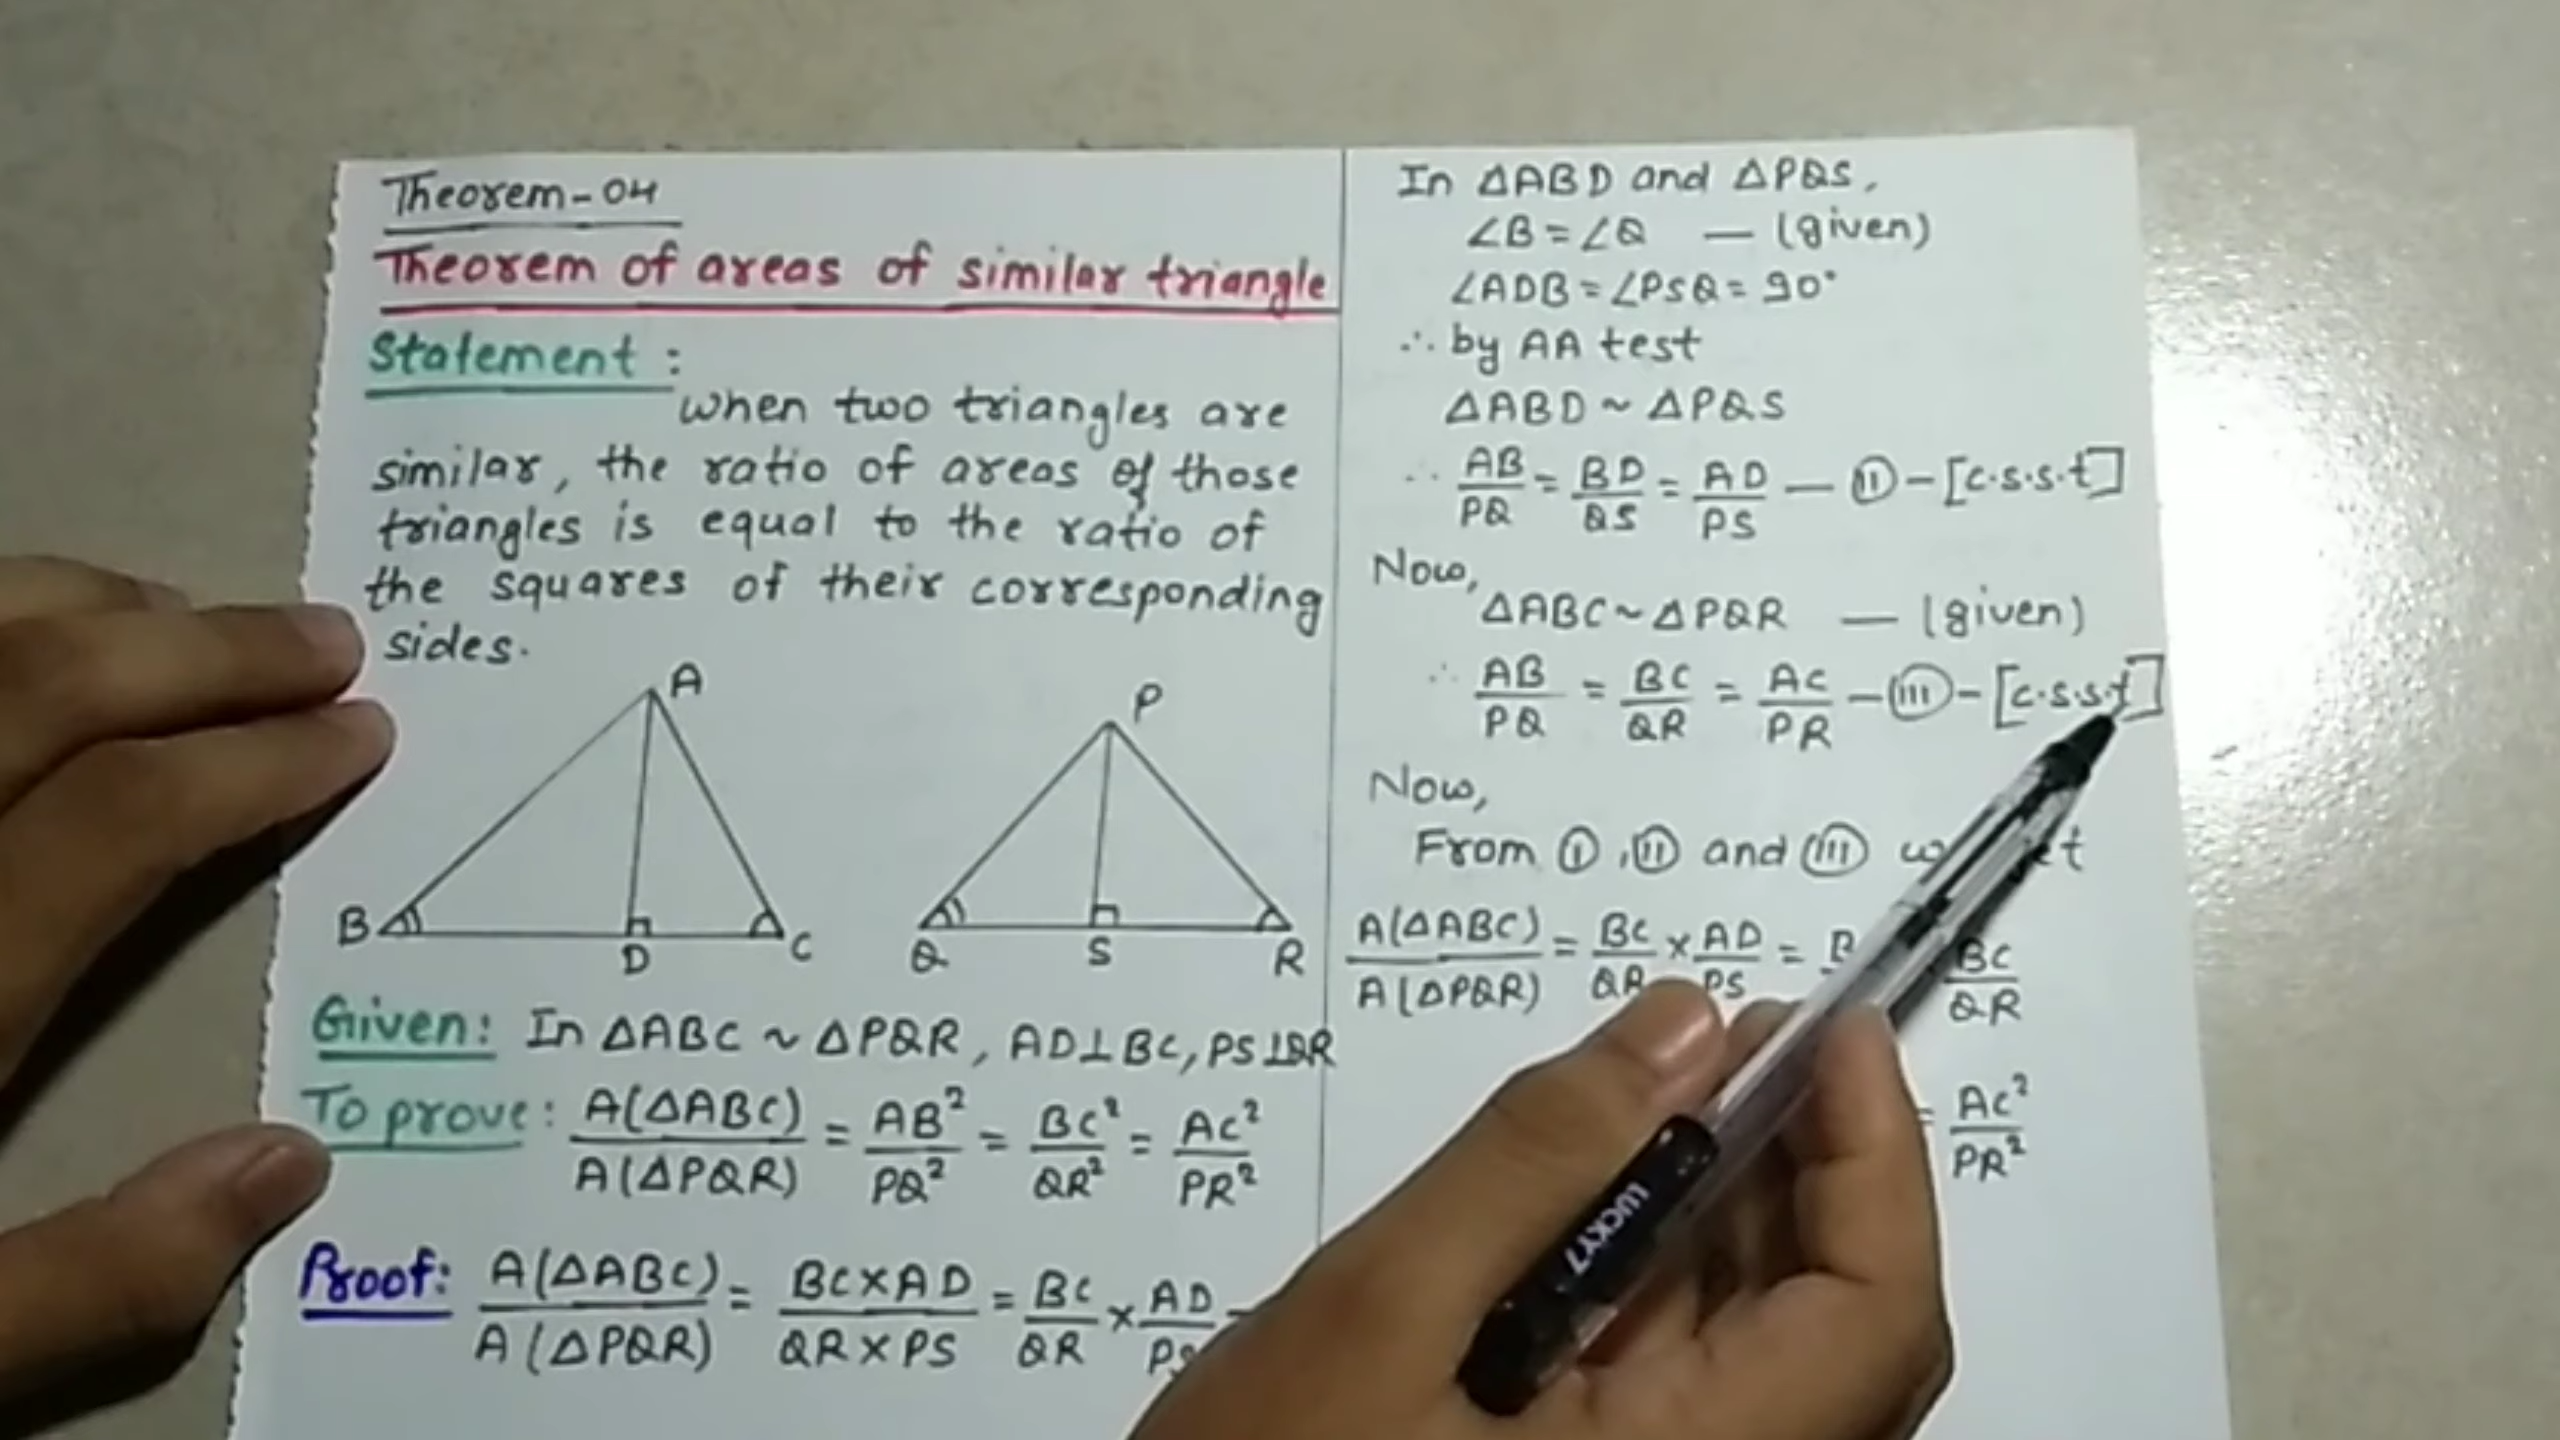 Theorem-04
Theorem of areas of similar triangle
Statement:
When two triangles are
similar, the ratio of areas of those
triangles is equal to the ratio of
the squares of their corresponding
sides.
A
B
D
C
P
Q
S
R
Given: In ΔABC ~ ΔPQR, AD⊥BC, PS⊥QR
To prove: A(ΔABC)/A(ΔPQR) = AB²/PQ² = BC²/QR² = AC²/PR²
Proof: A(ΔABC)/A(ΔPQR) = BC×AD/QR×PS = BC/QR × AD/PS
In ΔABD and ΔPQS,
∠B = ∠Q — (given)
∠ADB = ∠PSQ = 90°
∴ by AA test
ΔABD ~ ΔPQS
∴ AB/PQ = BD/QS = AD/PS — (II) - [c.s.s.t]
Now,
ΔABC ~ ΔPQR — (given)
∴ AB/PQ = BC/QR = AC/PR - (III) - [c.s.s.t]
Now,
From (I), (II) and (III)
A(ΔABC)/A(ΔPQR) = BC/QR × AD/PS = BC/QR
= AC²/PR²
LUCKY7